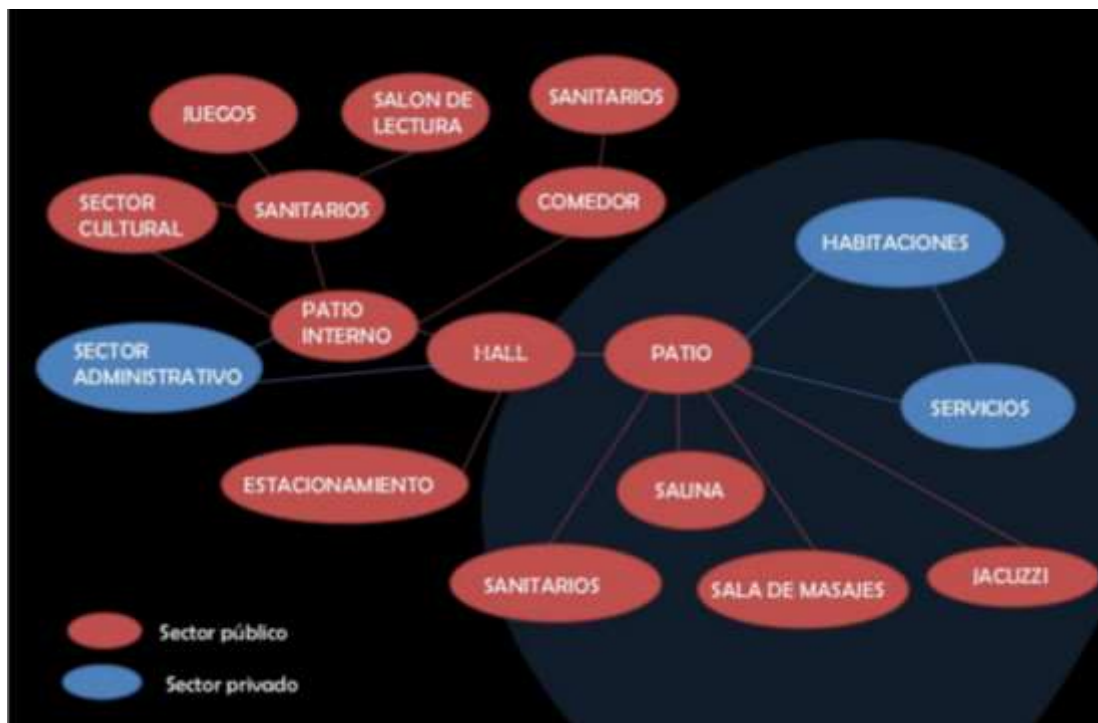 JUEGOS
SALON DE
LECTURA
SANITARIOS
SECTOR
CULTURAL
SANITARIOS
COMEDOR
HABITACIONES
PATIO
INTERNO
SECTOR
ADMINISTRATIVO
HALL
PATIO
SERVICIOS
ESTACIONAMIENTO
SAUNA
SANITARIOS
SALA DE MASAJES
JACUZZI
Sector público
Sector privado